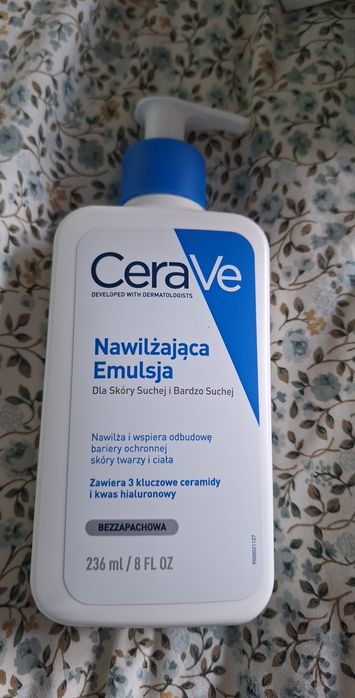 CeraVe
DEVELOPED WITH DERMATOLOGISTS
Nawilżająca
Emulsja
Dla Skóry Suchej i Bardzo Suchej
Nawilża i wspiera odbudowę
bariery ochronnej
skóry twarzy i ciała
Zawiera 3 kluczowe ceramidy
i kwas hialuronowy
BEZZAPACHOWA
236 ml / 8 FL OZ